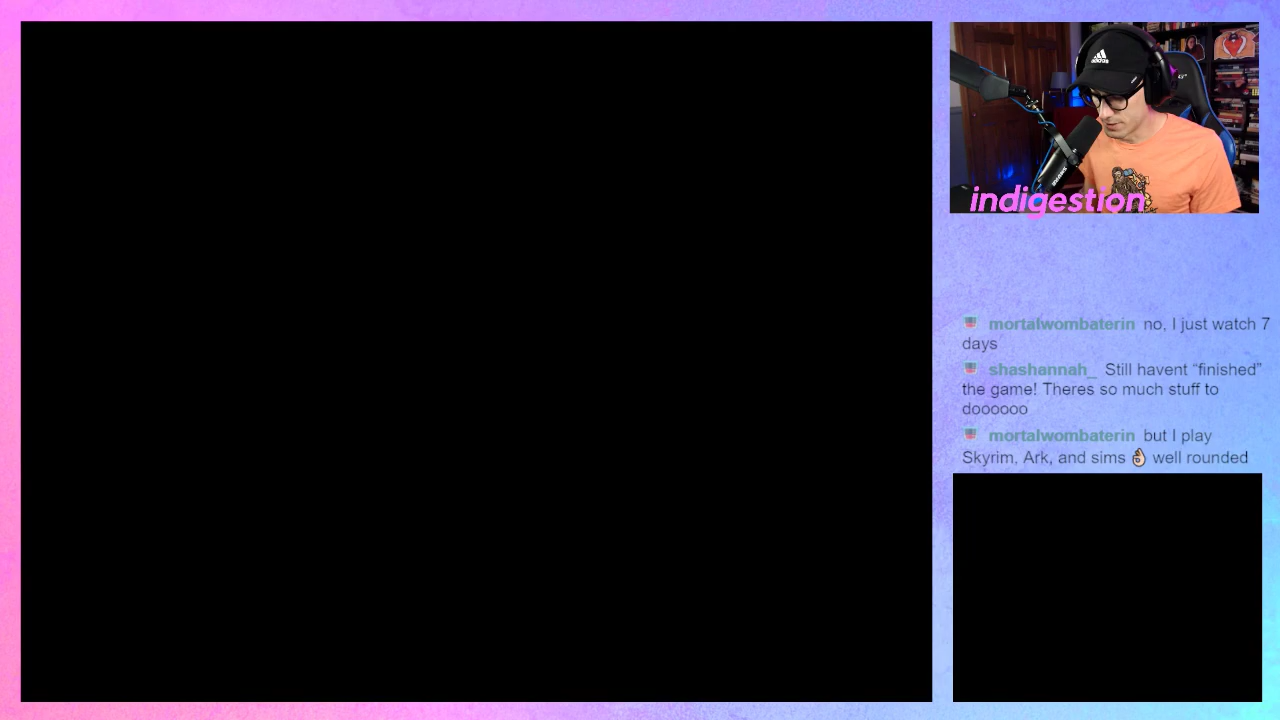 adidas
indigestion
mortalwombaterin no, I just watch 7
days
shashannah_ Still havent “finished”
the game! Theres so much stuff to
doooooo
mortalwombaterin but I play
Skyrim, Ark, and sims 👌 well rounded